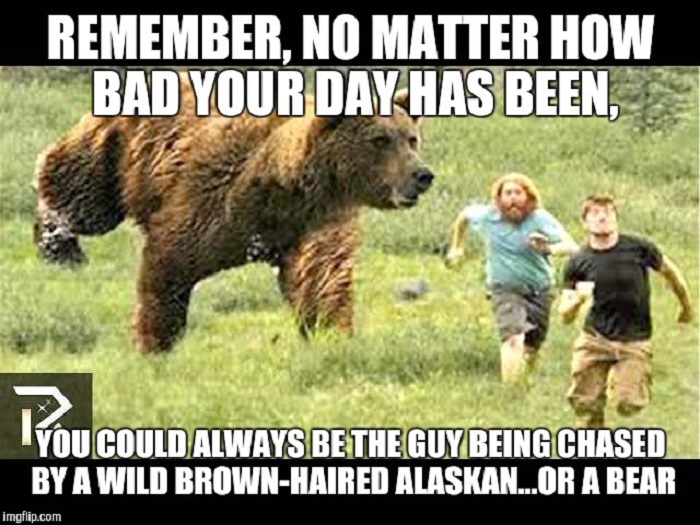 REMEMBER, NO MATTER HOW
BAD YOUR DAY HAS BEEN,
YOU COULD ALWAYS BE THE GUY BEING CHASED
BY A WILD BROWN-HAIRED ALASKAN...OR A BEAR
imgflip.com